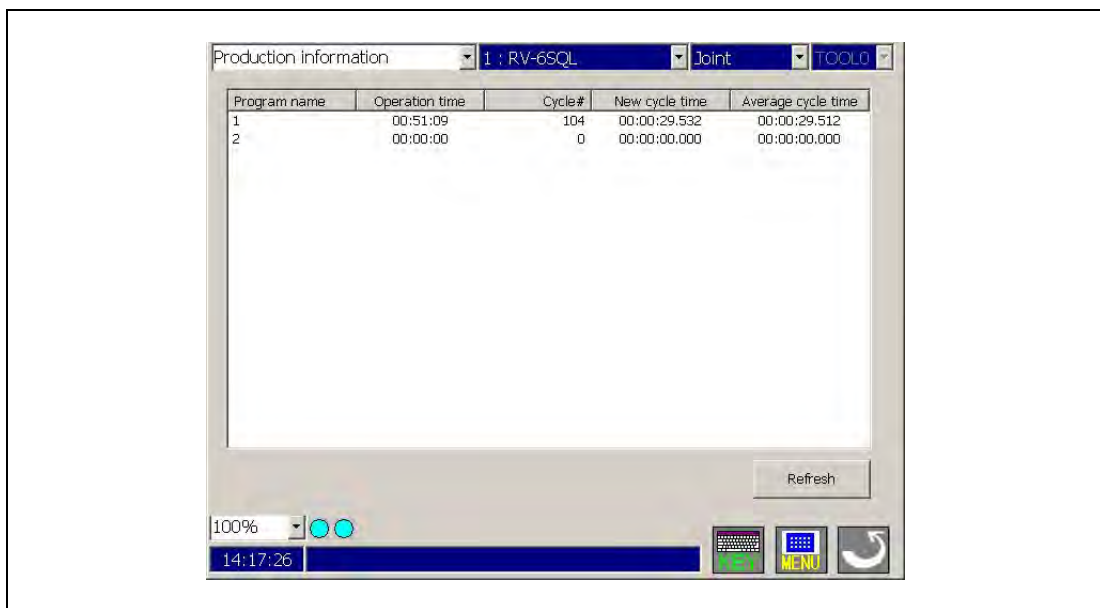 Production information 1 : RV-6SQL Joint TOOL0
Program name Operation time Cycle# New cycle time Average cycle time
1 00:51:09 104 00:00:29.532 00:00:29.512
2 00:00:00 0 00:00:00.000 00:00:00.000
Refresh
100%
14:17:26 KEY MENU